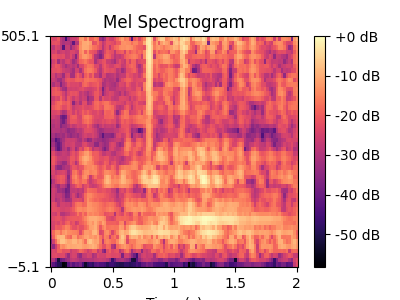 Mel Spectrogram
505.1
−5.1
0 0.5 1 1.5 2
+0 dB
-10 dB
-20 dB
-30 dB
-40 dB
-50 dB